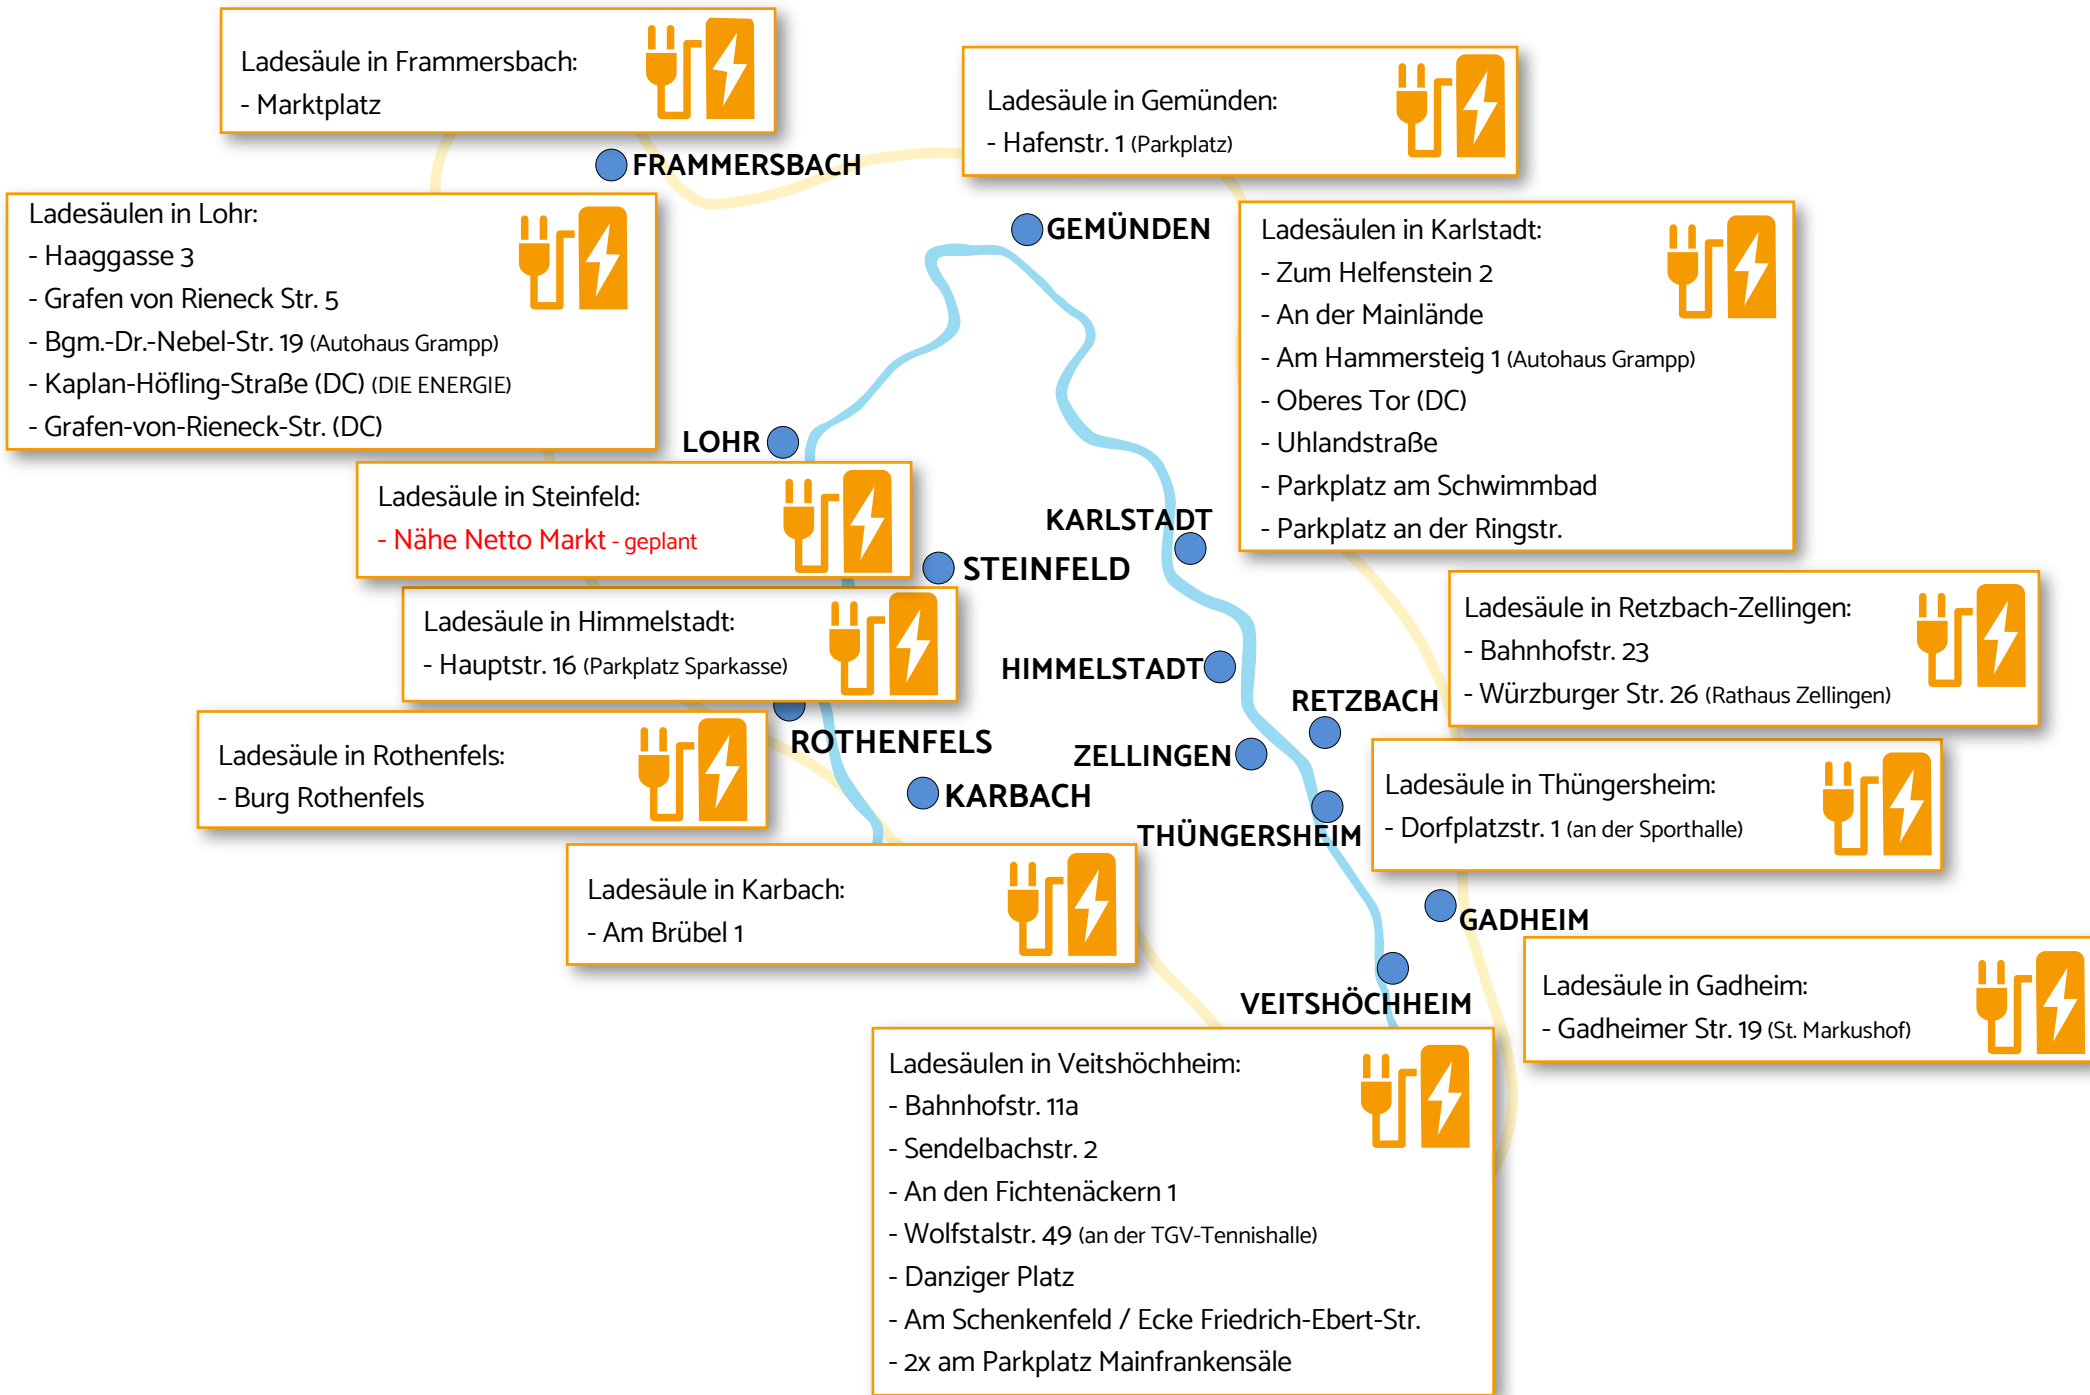 Ladesäule in Frammersbach:
- Marktplatz
Ladesäule in Gemünden:
- Hafenstr. 1 (Parkplatz)
FRAMMERSBACH
Ladesäulen in Lohr:
- Haaggasse 3
- Grafen von Rieneck Str. 5
- Bgm.-Dr.-Nebel-Str. 19 (Autohaus Grampp)
- Kaplan-Höfling-Straße (DC) (DIE ENERGIE)
- Grafen-von-Rieneck-Str. (DC)
GEMÜNDEN
Ladesäulen in Karlstadt:
- Zum Helfenstein 2
- An der Mainlände
- Am Hammersteig 1 (Autohaus Grampp)
- Oberes Tor (DC)
- Uhlandstraße
- Parkplatz am Schwimmbad
- Parkplatz an der Ringstr.
LOHR
Ladesäule in Steinfeld:
- Nähe Netto Markt - geplant
KARLSTADT
STEINFELD
Ladesäule in Himmelstadt:
- Hauptstr. 16 (Parkplatz Sparkasse)
HIMMELSTADT
Ladesäule in Retzbach-Zellingen:
- Bahnhofstr. 23
- Würzburger Str. 26 (Rathaus Zellingen)
RETZBACH
ROTHENFELS
ZELLINGEN
Ladesäule in Rothenfels:
- Burg Rothenfels
KARBACH
Ladesäule in Thüngersheim:
- Dorfplatzstr. 1 (an der Sporthalle)
THÜNGERSHEIM
Ladesäule in Karbach:
- Am Brübel 1
GADHEIM
VEITSHÖCHHEIM
Ladesäule in Gadheim:
- Gadheimer Str. 19 (St. Markushof)
Ladesäulen in Veitshöchheim:
- Bahnhofstr. 11a
- Sendelbachstr. 2
- An den Fichtenäckern 1
- Wolfstalstr. 49 (an der TGV-Tennishalle)
- Danziger Platz
- Am Schenkenfeld / Ecke Friedrich-Ebert-Str.
- 2x am Parkplatz Mainfrankensäle